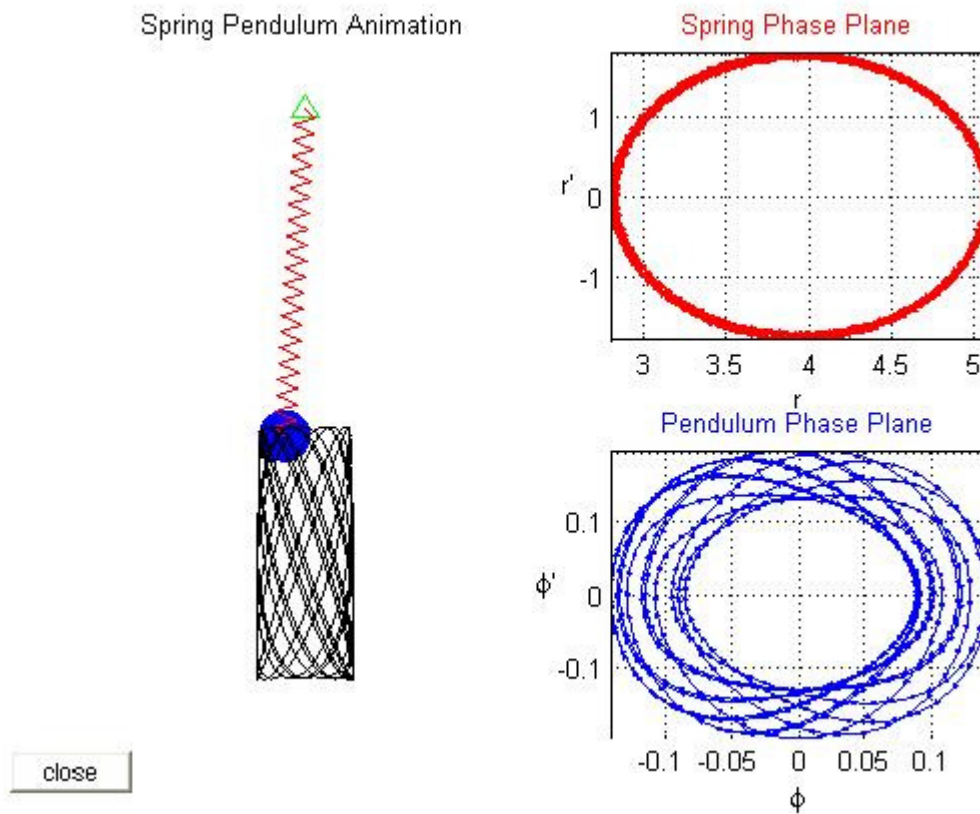 Spring Pendulum Animation
close
Spring Phase Plane
1
0
-1
r'
3 3.5 4 4.5 5
r
Pendulum Phase Plane
0.1
0
-0.1
ϕ'
-0.1 -0.05 0 0.05 0.1
ϕ